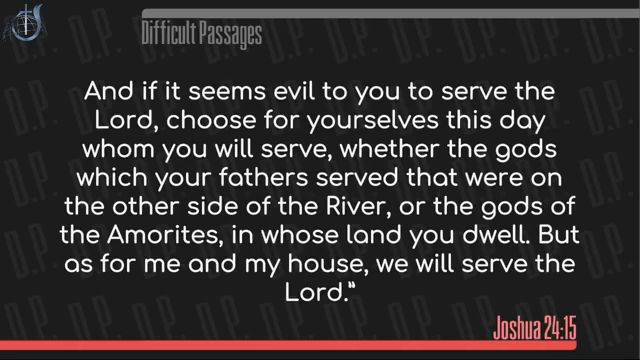 Difficult Passages
And if it seems evil to you to serve the
Lord, choose for yourselves this day
whom you will serve, whether the gods
which your fathers served that were on
the other side of the River, or the gods of
the Amorites, in whose land you dwell. But
as for me and my house, we will serve the
Lord.”
Joshua 24:15